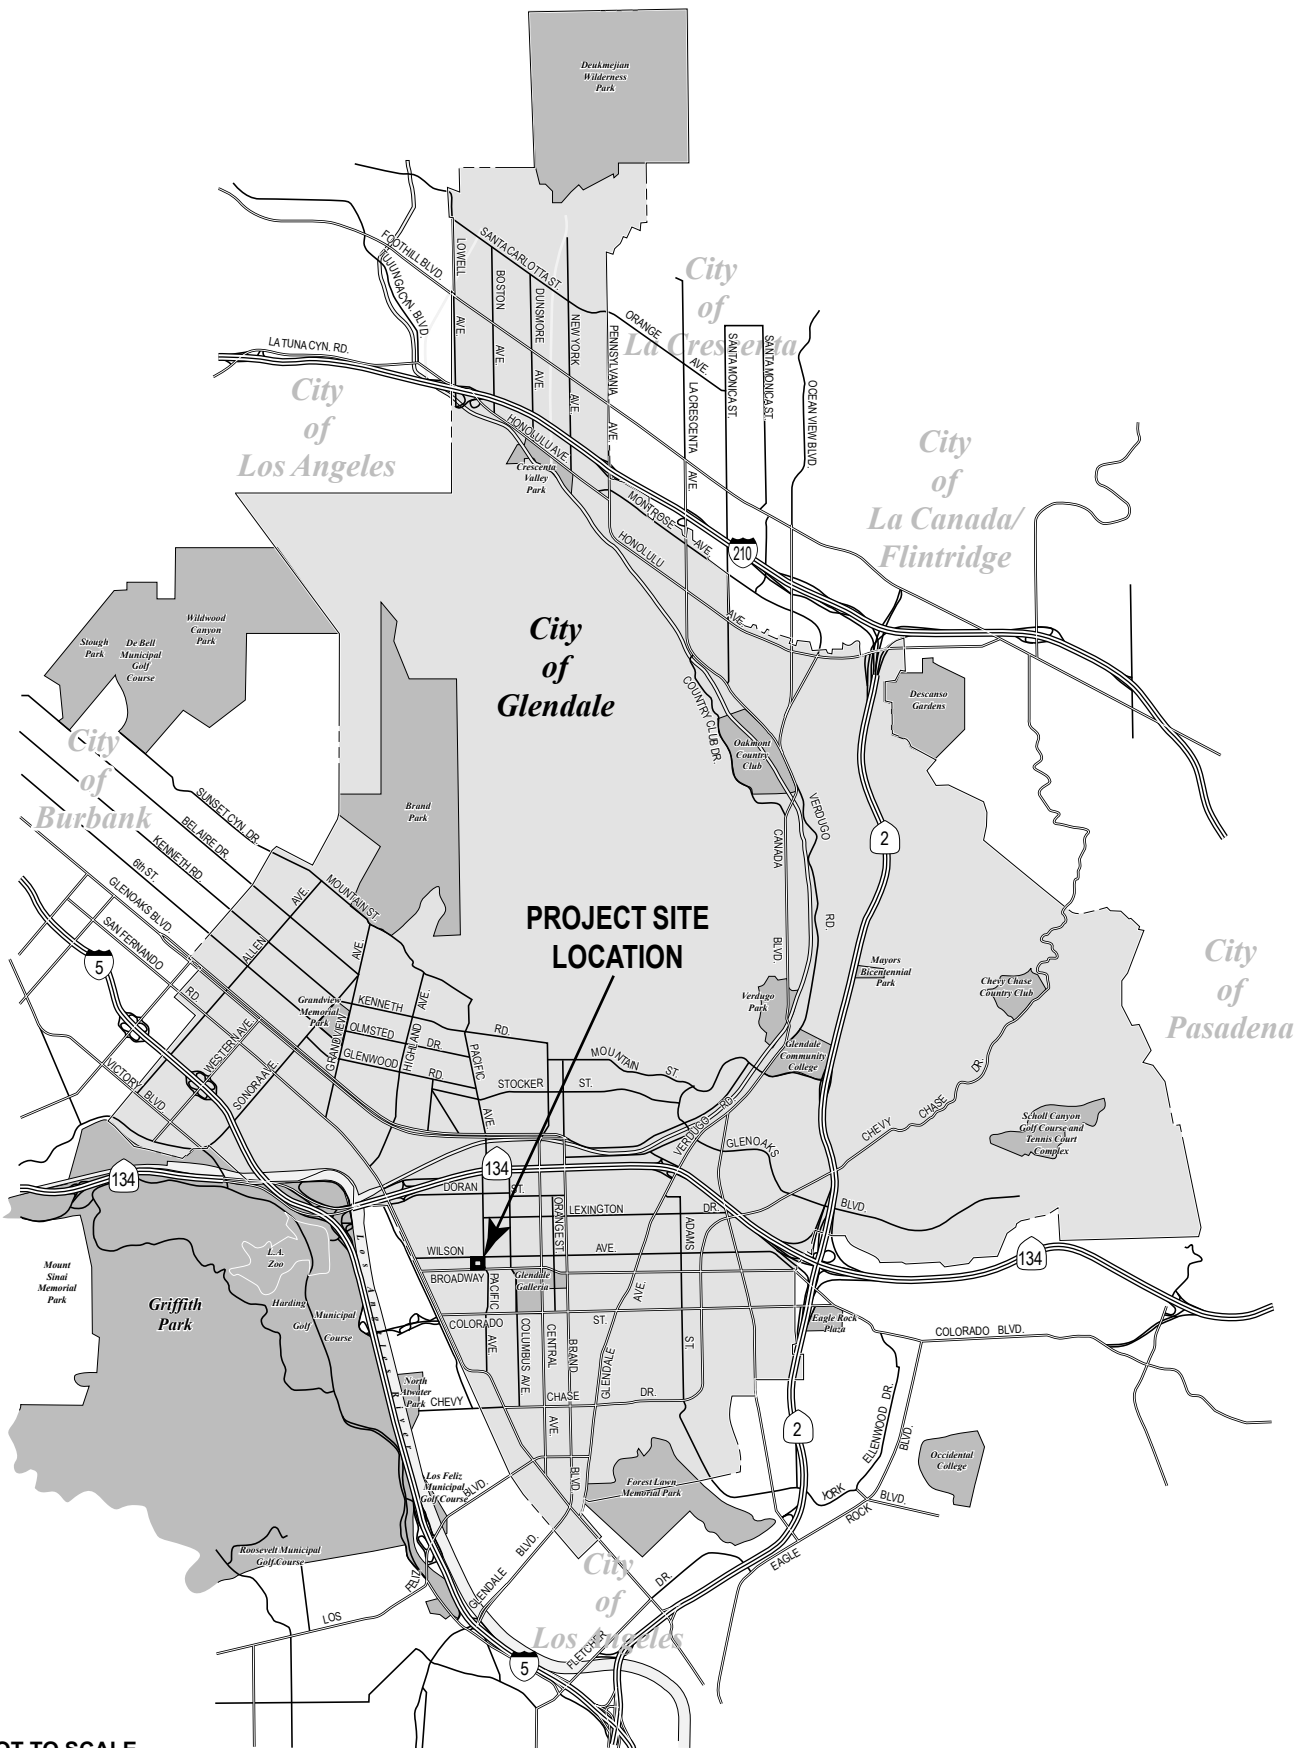 Deukmejian
Wilderness
Park
FOOTHILL BLVD.
TUJUNGA CYN. BLVD.
LOWELL
AVE.
SANTA CARLOTTA ST.
BOSTON
AVE.
DUNSMORE
AVE.
NEW YORK
AVE.
PENNSYLVANIA
AVE.
City
of
La Crescenta
ORANGE
AVE.
LA CRESCENTA
AVE.
SANTA MONICA ST.
SANTA MONICA ST.
OCEAN VIEW BLVD.
LA TUNA CYN. RD.
City
of
Los Angeles
HONOLULU AVE.
Crescenta
Valley
Park
MONTROSE
AVE.
HONOLULU
AVE.
210
City
of
La Canada/
Flintridge
City
of
Glendale
Wildwood
Canyon
Park
Stough
Park
De Bell
Municipal
Golf
Course
Descanso
Gardens
COUNTRY CLUB DR.
Oakmont
Country
Club
City
of
Burbank
Brand
Park
SUNSET CYN. DR.
BELAIRE DR.
KENNETH RD.
6th ST.
GLENOAKS BLVD.
SAN FERNANDO
RD.
VERDUGO
RD.
CANADA
BLVD
2
MOUNTAIN ST.
ALLEN
AVE.
AVE.
PROJECT SITE
LOCATION
5
Mayors
Bicentennial
Park
Chevy Chase
Country Club
City
of
Pasadena
Verdugo
Park
Grandview
Memorial
Park
KENNETH
RD.
OLMSTED
DR.
GLENWOOD
RD.
GRANDVIEW
HIGHLAND
AVE.
PACIFIC
AVE.
WESTERN AVE.
SONORA AVE.
VICTORY BLVD
STOCKER
ST.
MOUNTAIN
ST.
Glendale
Community
College
CHEVY
CHASE
DR.
Scholl Canyon
Golf Course and
Tennis Court
Complex
VERDUGO
RD
GLENOAKS
BLVD.
134
134
DORAN
ST.
LEXINGTON
DR.
ORANGE ST.
ADAMS
ST.
WILSON
AVE.
BROADWAY
PACIFIC
AVE.
Glendale
Galleria
134
L.A.
Zoo
Mount
Sinai
Memorial
Park
Griffith
Park
Harding
Golf
Municipal
Course
Los Angeles River
COLORADO
ST.
COLUMBUS AVE.
CENTRAL
AVE.
BRAND
BLVD.
GLENDALE
AVE.
Eagle Rock
Plaza
COLORADO BLVD.
North
Atwater
Park
CHEVY
CHASE
DR.
2
ELLENWOOD DR.
BLVD.
Occidental
College
Los Feliz
Municipal
Golf Course
BLVD.
Forest Lawn
Memorial Park
YORK
BLVD.
EAGLE
ROCK
Roosevelt Municipal
Golf Course
LOS
FELIZ
GLENDALE
BLVD.
City
of
Los Angeles
FLETCHER
DR.
5